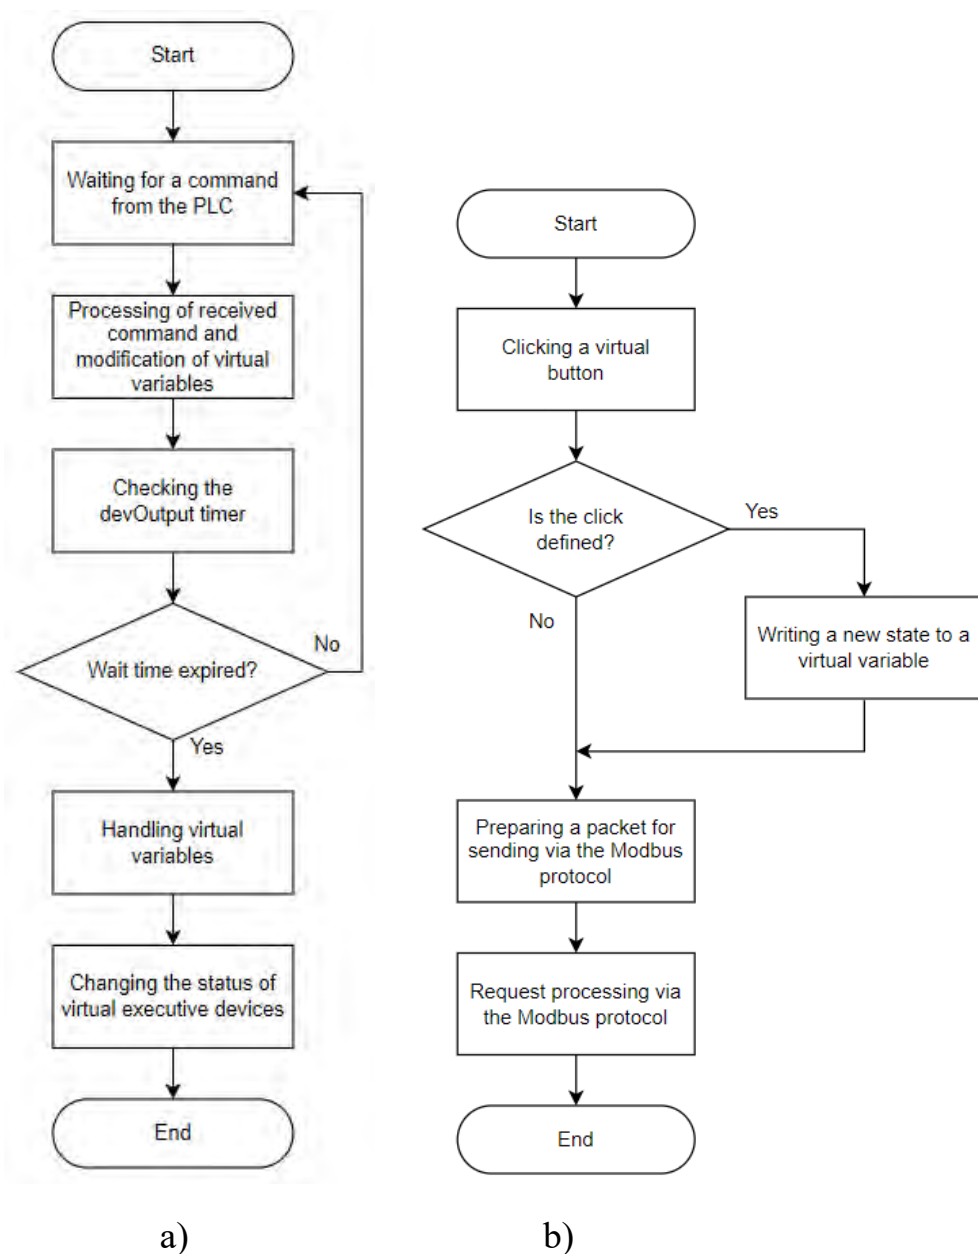 Start
Waiting for a command
from the PLC
Processing of received
command and
modification of virtual
variables
Checking the
devOutput timer
Wait time expired?
No
Yes
Handling virtual
variables
Changing the status of
virtual executive devices
End
a)
Start
Clicking a virtual
button
Is the click
defined?
Yes
No
Writing a new state to a
virtual variable
Preparing a packet for
sending via the Modbus
protocol
Request processing via
the Modbus protocol
End
b)